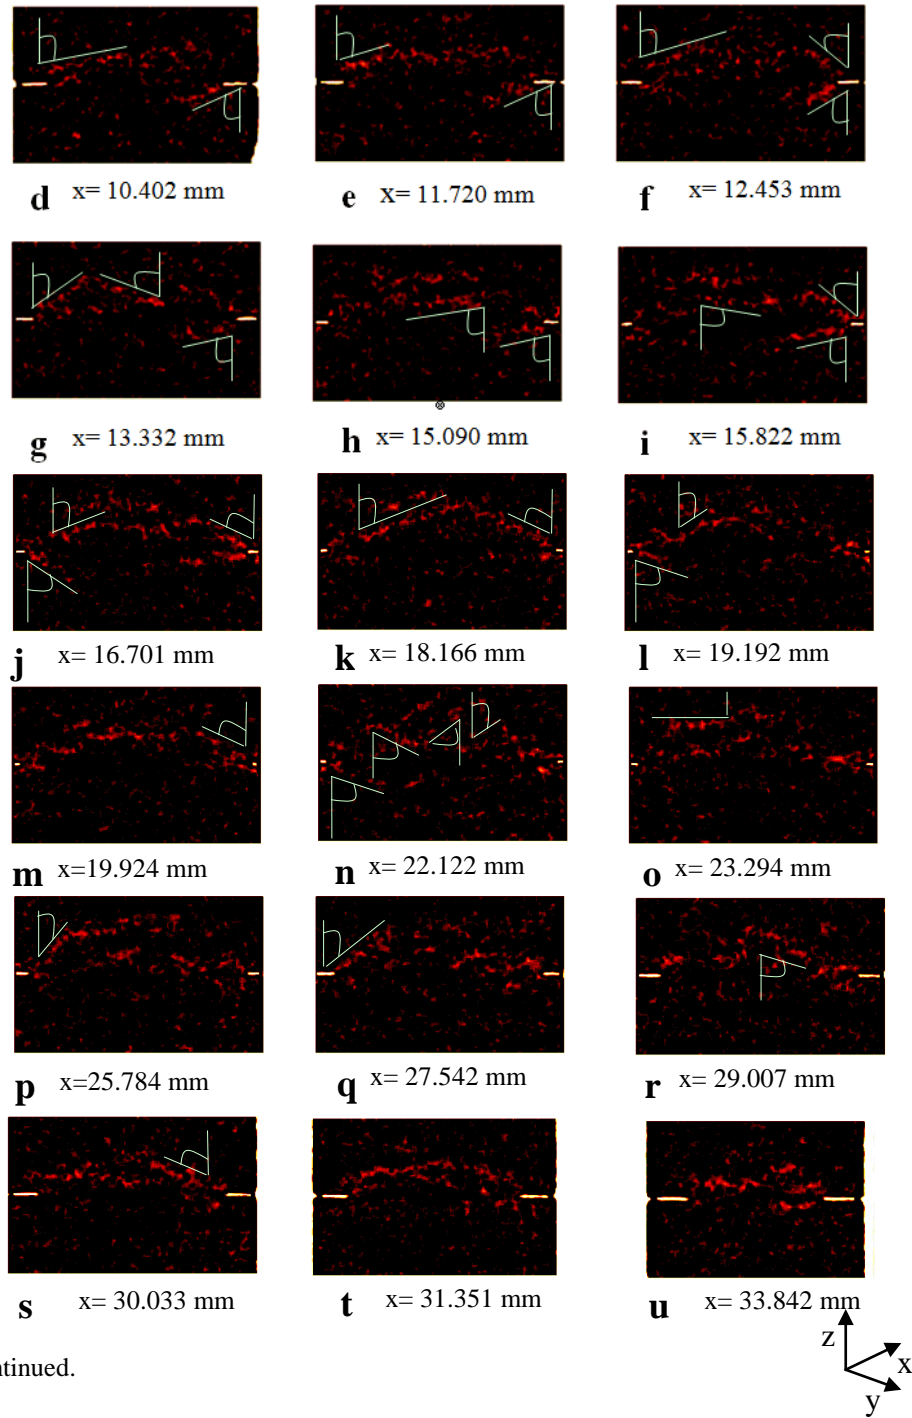 d x= 10.402 mm
e x= 11.720 mm
f x= 12.453 mm
g x= 13.332 mm
h x= 15.090 mm
i x= 15.822 mm
j x= 16.701 mm
k x= 18.166 mm
l x= 19.192 mm
m x=19.924 mm
n x= 22.122 mm
o x= 23.294 mm
p x=25.784 mm
q x= 27.542 mm
r x= 29.007 mm
s x= 30.033 mm
t x= 31.351 mm
u x= 33.842 mm
z
x
ntinued.
y